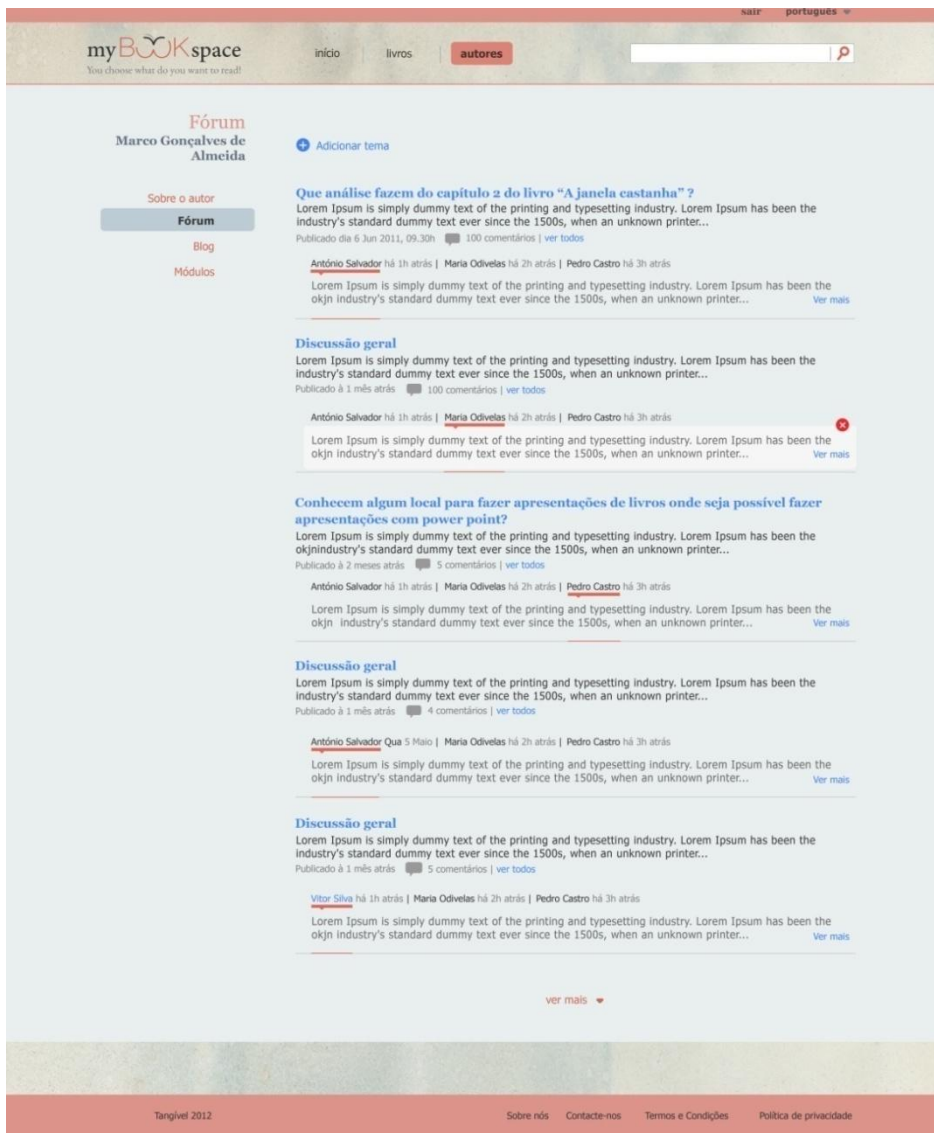 sair português
my BOOK space
You choose what do you want to read!
início livros autores
Fórum
Marco Gonçalves de
Almeida
Sobre o autor
Fórum
Blog
Módulos
Adicionar tema
Que análise fazem do capítulo 2 do livro “A janela castanha” ?
Lorem Ipsum is simply dummy text of the printing and typesetting industry. Lorem Ipsum has been the
industry's standard dummy text ever since the 1500s, when an unknown printer...
Publicado dia 6 Jun 2011, 09.30h 100 comentários | ver todos
António Salvador há 1h atrás | Maria Odivelas há 2h atrás | Pedro Castro há 3h atrás
Lorem Ipsum is simply dummy text of the printing and typesetting industry. Lorem Ipsum has been the
okjn industry's standard dummy text ever since the 1500s, when an unknown printer... Ver mais
Discussão geral
Lorem Ipsum is simply dummy text of the printing and typesetting industry. Lorem Ipsum has been the
industry's standard dummy text ever since the 1500s, when an unknown printer...
Publicado à 1 mês atrás 100 comentários | ver todos
António Salvador há 1h atrás | Maria Odivelas há 2h atrás | Pedro Castro há 3h atrás
Lorem Ipsum is simply dummy text of the printing and typesetting industry. Lorem Ipsum has been the
okjn industry's standard dummy text ever since the 1500s, when an unknown printer... Ver mais
Conhecem algum local para fazer apresentações de livros onde seja possível fazer
apresentações com power point?
Lorem Ipsum is simply dummy text of the printing and typesetting industry. Lorem Ipsum has been the
okjnindustry's standard dummy text ever since the 1500s, when an unknown printer...
Publicado à 2 meses atrás 5 comentários | ver todos
António Salvador há 1h atrás | Maria Odivelas há 2h atrás | Pedro Castro há 3h atrás
Lorem Ipsum is simply dummy text of the printing and typesetting industry. Lorem Ipsum has been the
okjn industry's standard dummy text ever since the 1500s, when an unknown printer... Ver mais
Discussão geral
Lorem Ipsum is simply dummy text of the printing and typesetting industry. Lorem Ipsum has been the
industry's standard dummy text ever since the 1500s, when an unknown printer...
Publicado à 1 mês atrás 4 comentários | ver todos
António Salvador Qua 5 Maio | Maria Odivelas há 2h atrás | Pedro Castro há 3h atrás
Lorem Ipsum is simply dummy text of the printing and typesetting industry. Lorem Ipsum has been the
okjn industry's standard dummy text ever since the 1500s, when an unknown printer... Ver mais
Discussão geral
Lorem Ipsum is simply dummy text of the printing and typesetting industry. Lorem Ipsum has been the
industry's standard dummy text ever since the 1500s, when an unknown printer...
Publicado à 1 mês atrás 5 comentários | ver todos
Vitor Silva há 1h atrás | Maria Odivelas há 2h atrás | Pedro Castro há 3h atrás
Lorem Ipsum is simply dummy text of the printing and typesetting industry. Lorem Ipsum has been the
okjn industry's standard dummy text ever since the 1500s, when an unknown printer... Ver mais
ver mais
Tangível 2012 Sobre nós Contacte-nos Termos e Condições Política de privacidade